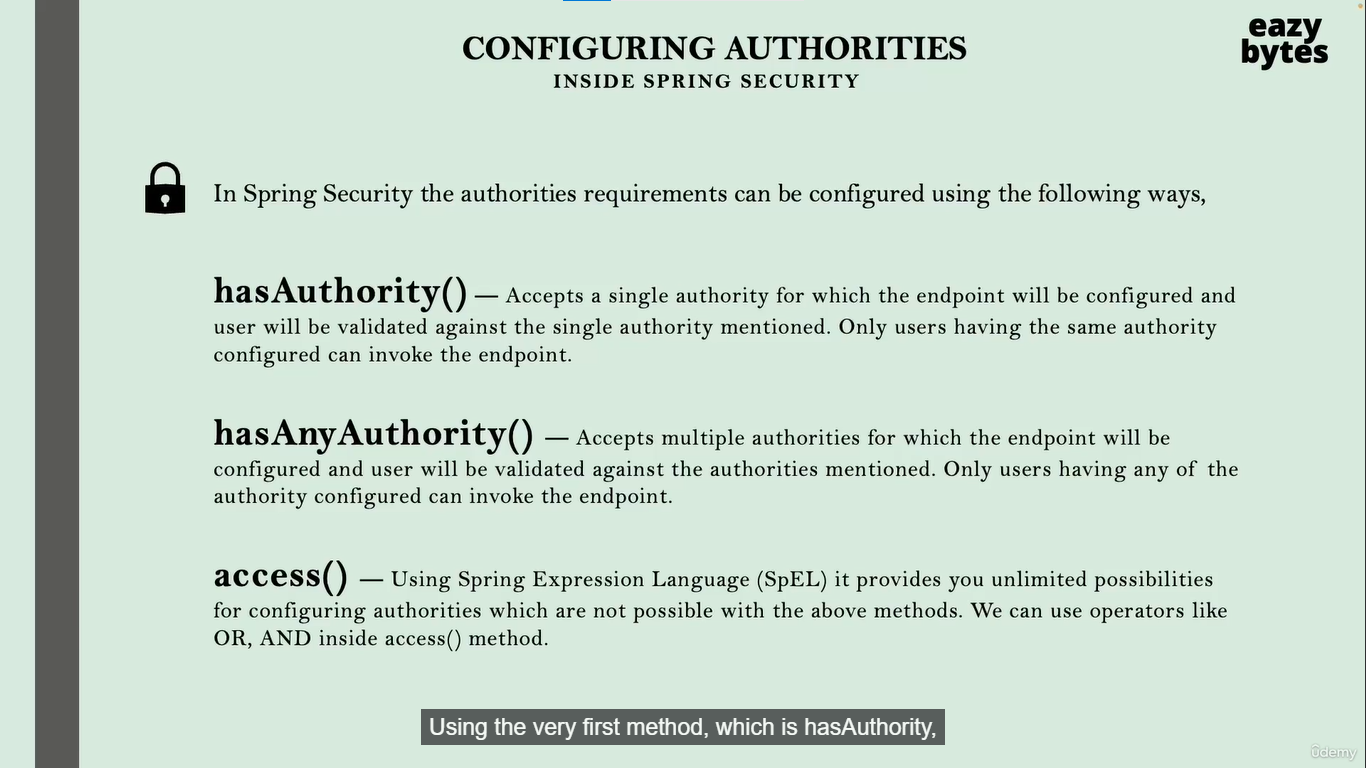 CONFIGURING AUTHORITIES
INSIDE SPRING SECURITY
eazy
bytes
In Spring Security the authorities requirements can be configured using the following ways,
hasAuthority() — Accepts a single authority for which the endpoint will be configured and
user will be validated against the single authority mentioned. Only users having the same authority
configured can invoke the endpoint.
hasAnyAuthority() — Accepts multiple authorities for which the endpoint will be
configured and user will be validated against the authorities mentioned. Only users having any of the
authority configured can invoke the endpoint.
access() — Using Spring Expression Language (SpEL) it provides you unlimited possibilities
for configuring authorities which are not possible with the above methods. We can use operators like
OR, AND inside access() method.
Using the very first method, which is hasAuthority,
ûdemy